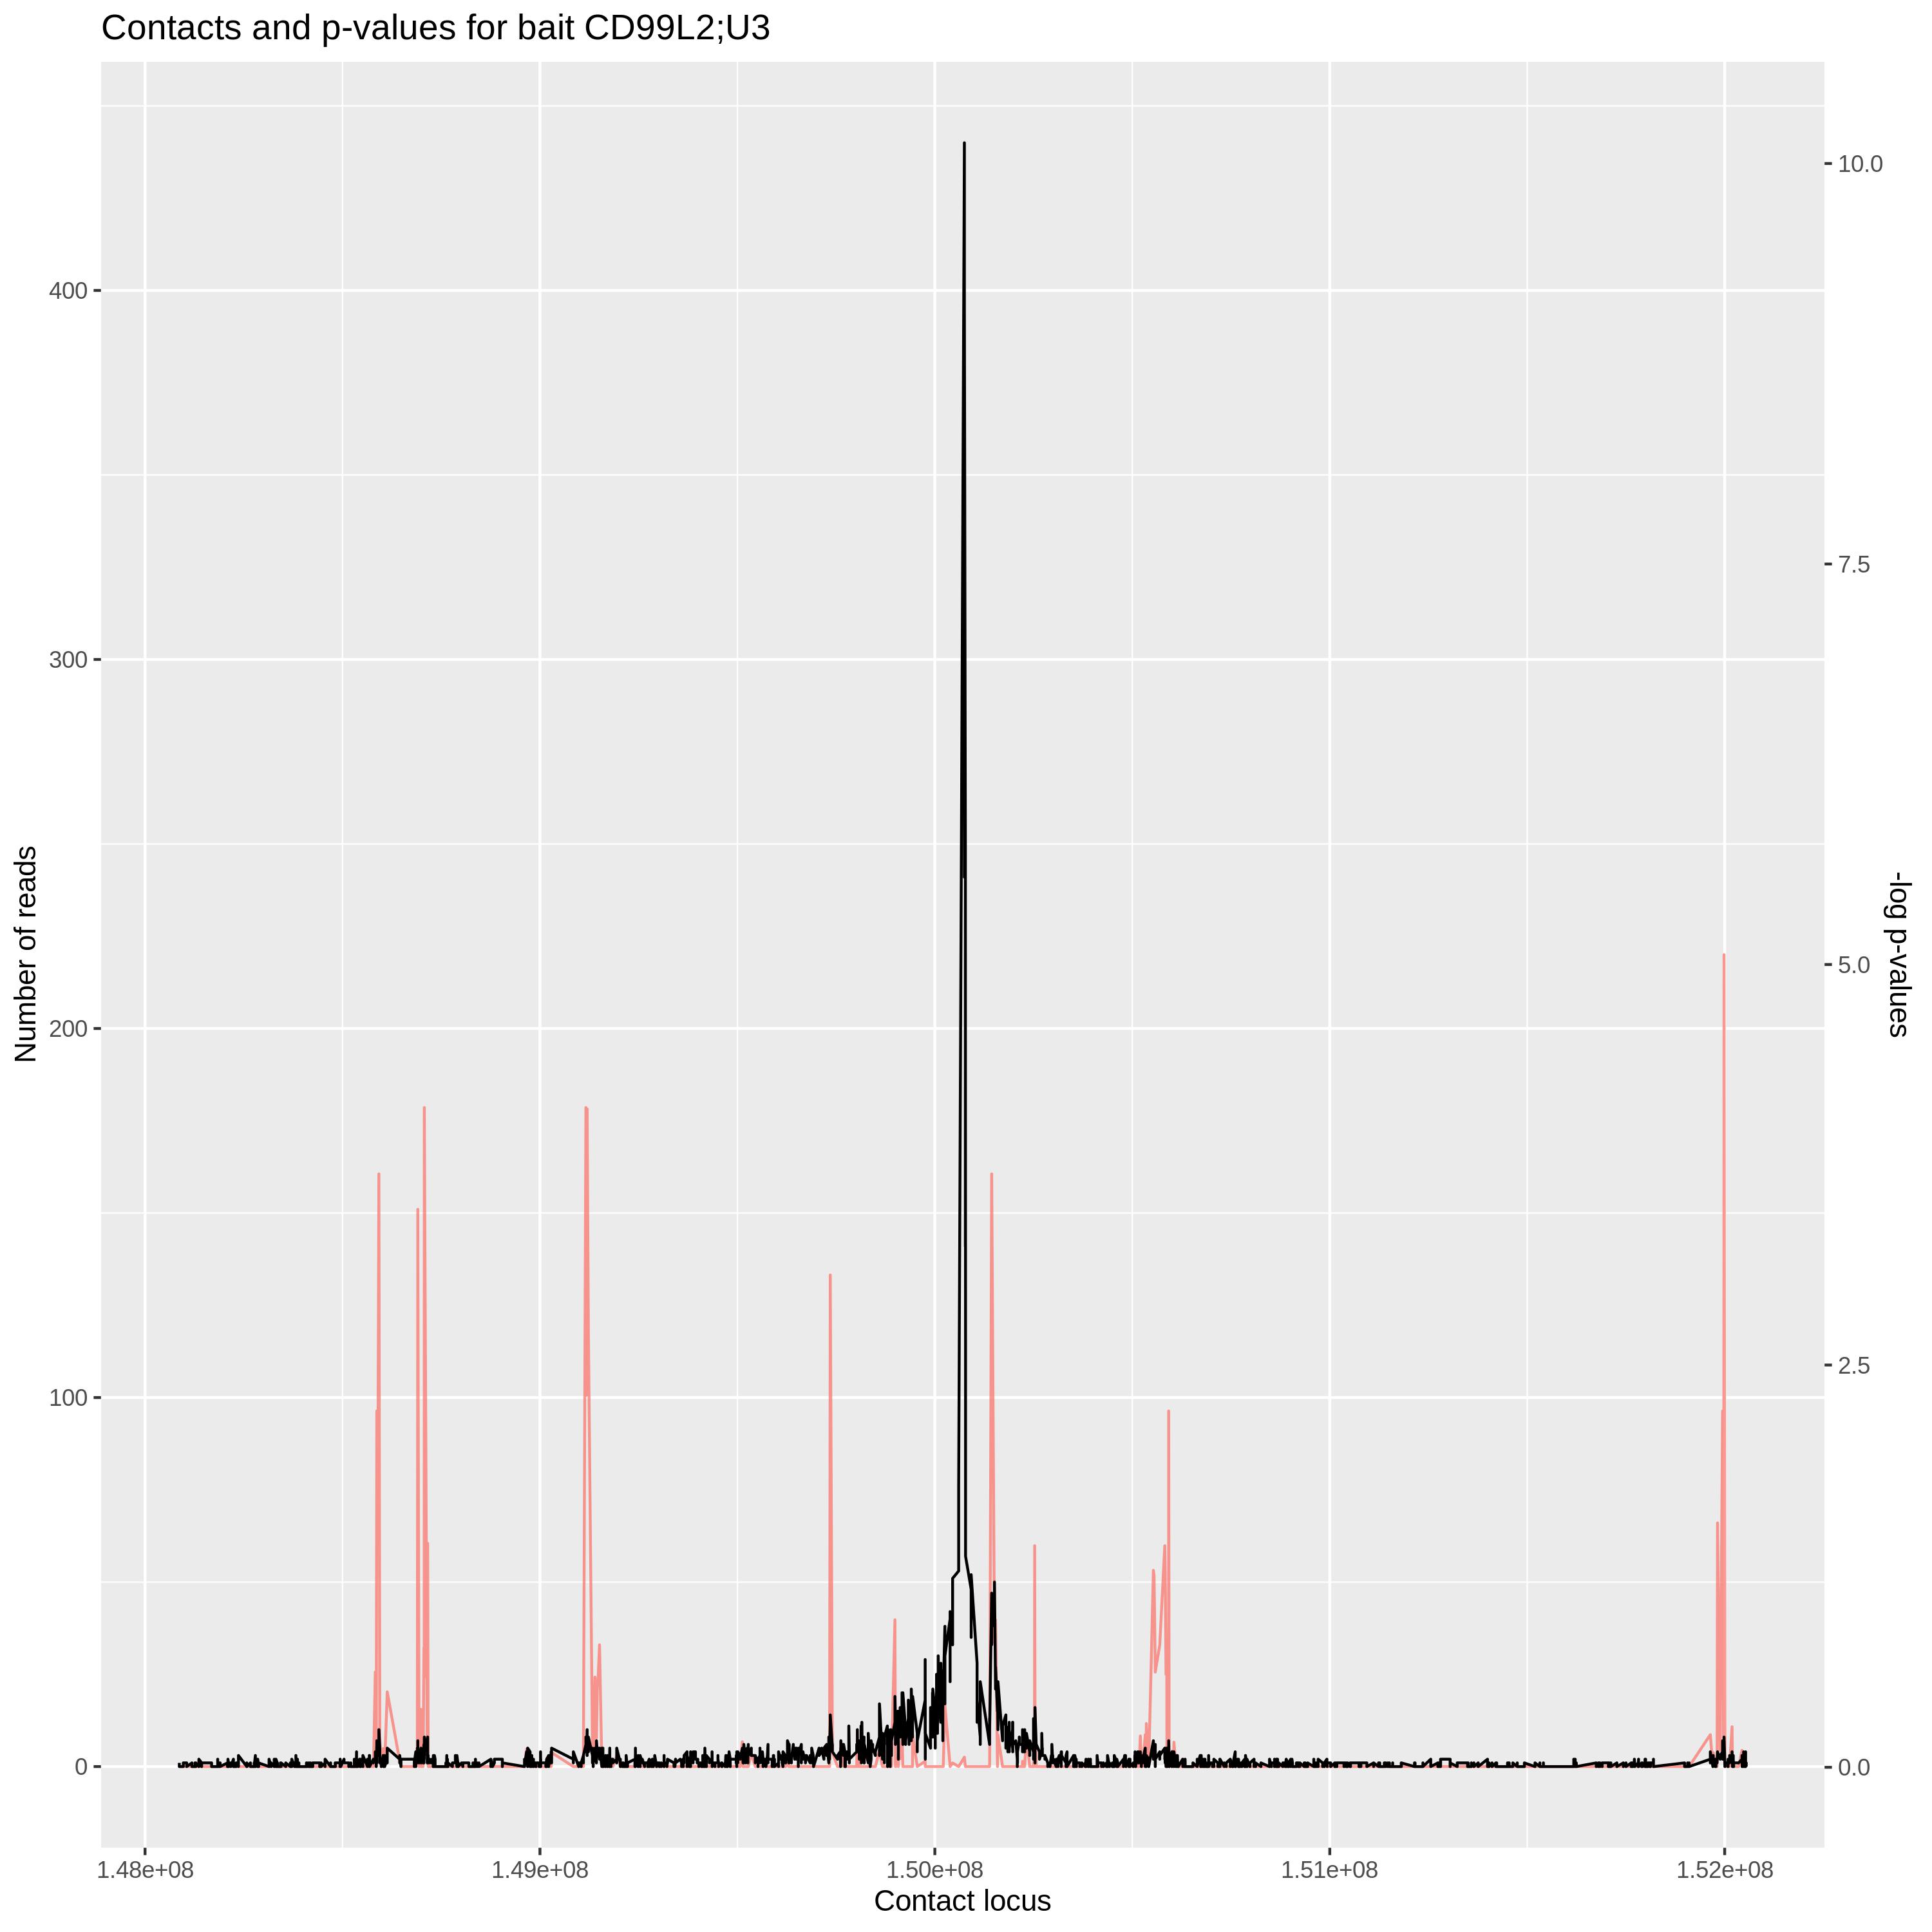 Contacts and p-values for bait CD99L2;U3
400
300
200
100
0
Number of reads
10.0
7.5
5.0
2.5
0.0
-log p-values
1.48e+08
1.49e+08
1.50e+08
1.51e+08
1.52e+08
Contact locus